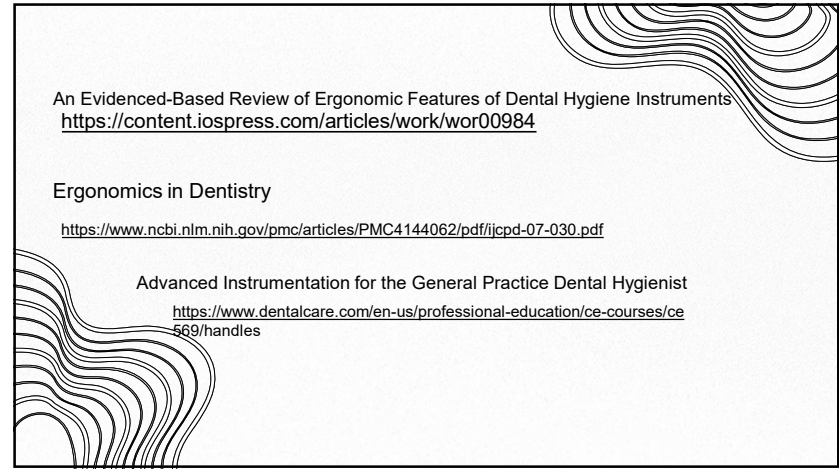 An Evidenced-Based Review of Ergonomic Features of Dental Hygiene Instruments
https://content.iospress.com/articles/work/wor00984
Ergonomics in Dentistry
https://www.ncbi.nlm.nih.gov/pmc/articles/PMC4144062/pdf/ijcpd-07-030.pdf
Advanced Instrumentation for the General Practice Dental Hygienist
https://www.dentalcare.com/en-us/professional-education/ce-courses/ce
569/handles